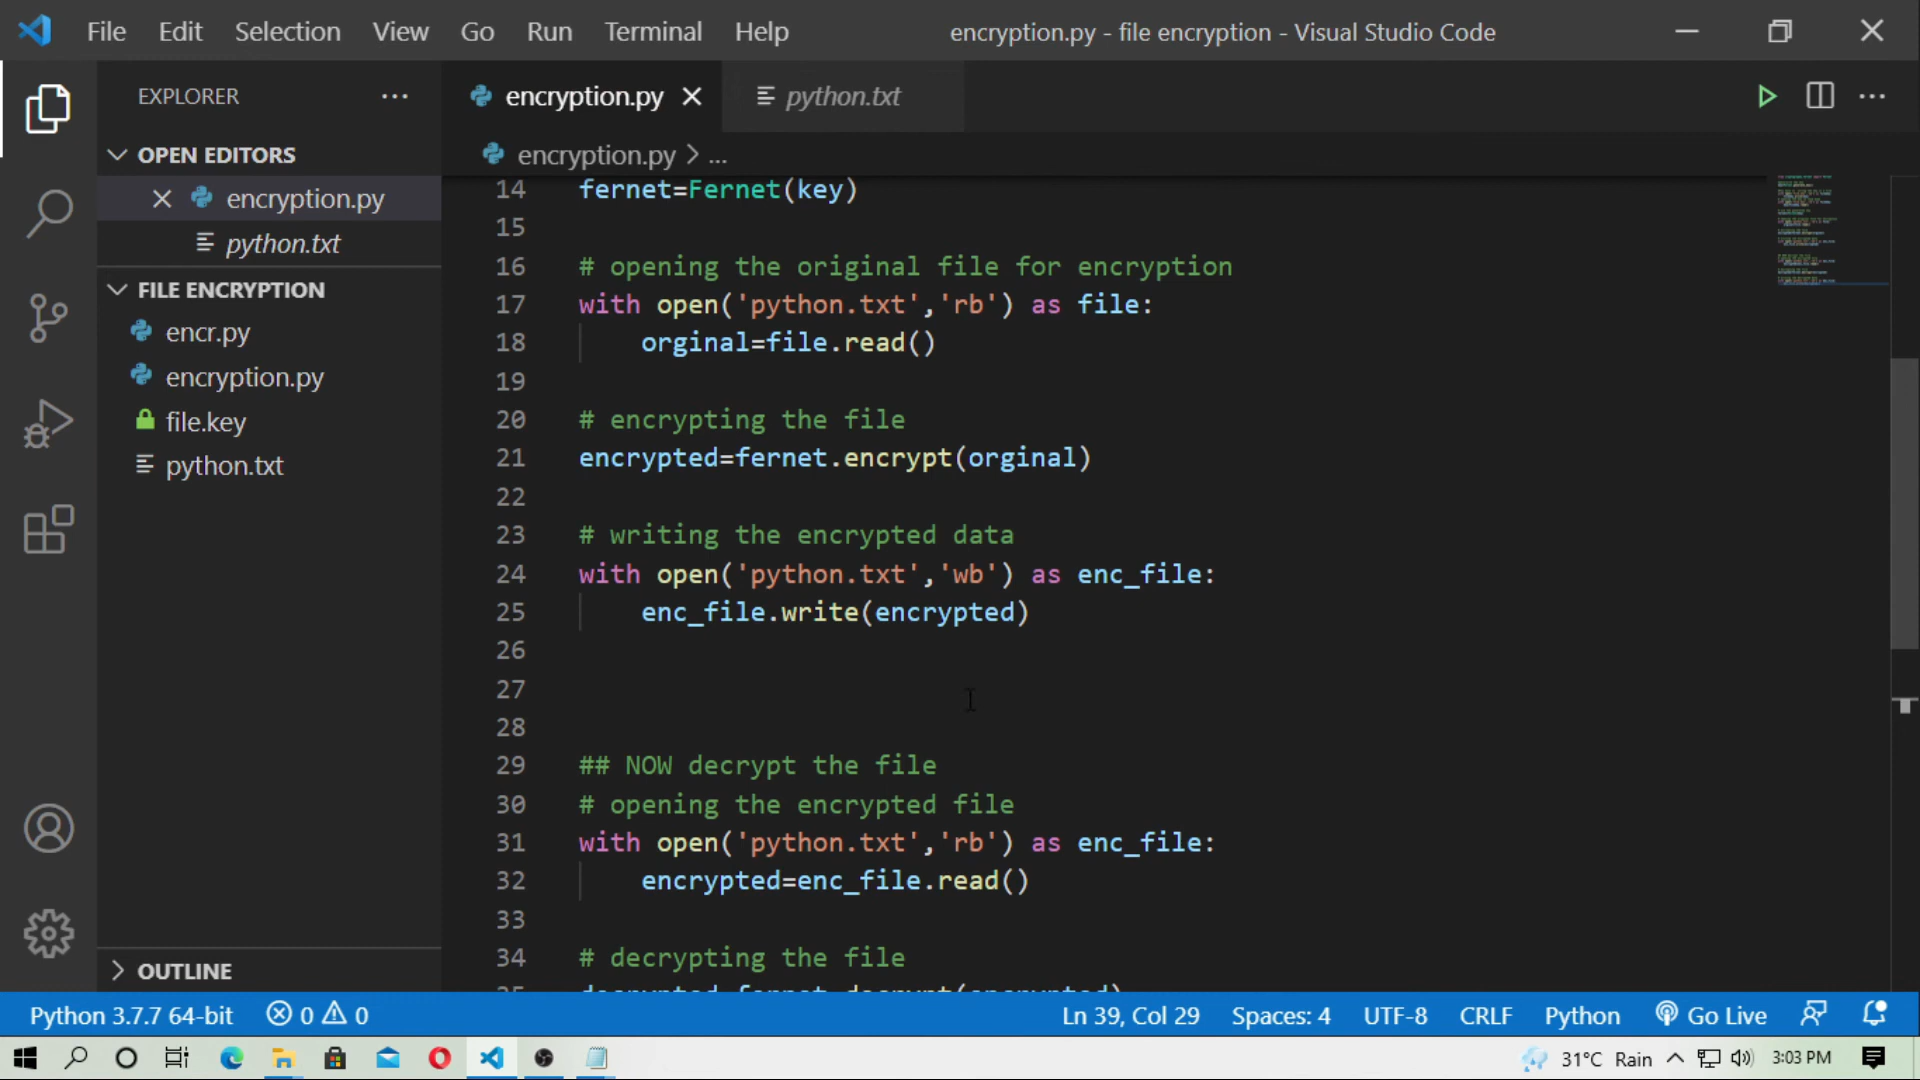 File Edit Selection View Go Run Terminal Help encryption.py - file encryption - Visual Studio Code
EXPLORER
encryption.py
python.txt
OPEN EDITORS
encryption.py > ...
encryption.py
python.txt
FILE ENCRYPTION
encr.py
encryption.py
file.key
python.txt
OUTLINE
14 fernet=Fernet(key)
15
16 # opening the original file for encryption
17 with open('python.txt','rb') as file:
18 orginal=file.read()
19
20 # encrypting the file
21 encrypted=fernet.encrypt(orginal)
22
23 # writing the encrypted data
24 with open('python.txt','wb') as enc_file:
25 enc_file.write(encrypted)
26
27
28
29 ## NOW decrypt the file
30 # opening the encrypted file
31 with open('python.txt','rb') as enc_file:
32 encrypted=enc_file.read()
33
34 # decrypting the file
Python 3.7.7 64-bit 0 0 Ln 39, Col 29 Spaces: 4 UTF-8 CRLF Python Go Live
31°C Rain 3:03 PM